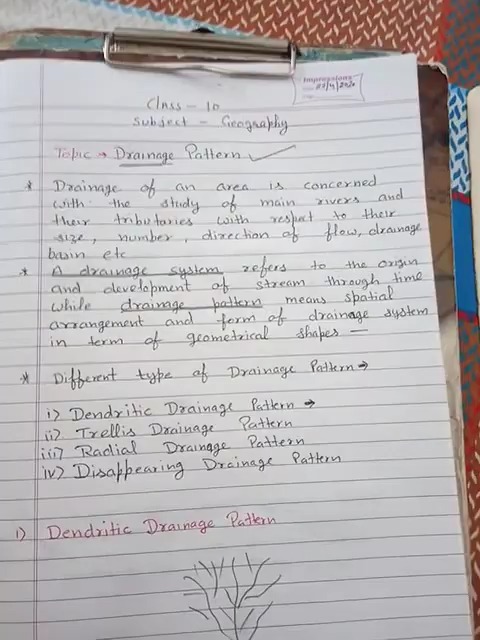 Impressions
Class - 10
Subject - Geography
Topic → Drainage Pattern
* Drainage of an area is concerned
with the study of main rivers and
their tributaries with respect to their
size, number, direction of flow, drainage
basin etc
* A drainage system refers to the origin
and development of stream through time
while drainage pattern means spatial
arrangement and form of drainage system
in term of geometrical shapes —
* Different type of Drainage Pattern →
i) Dendritic Drainage Pattern →
ii) Trellis Drainage Pattern
iii) Radial Drainage Pattern
iv) Disappearing Drainage Pattern
1) Dendritic Drainage Pattern